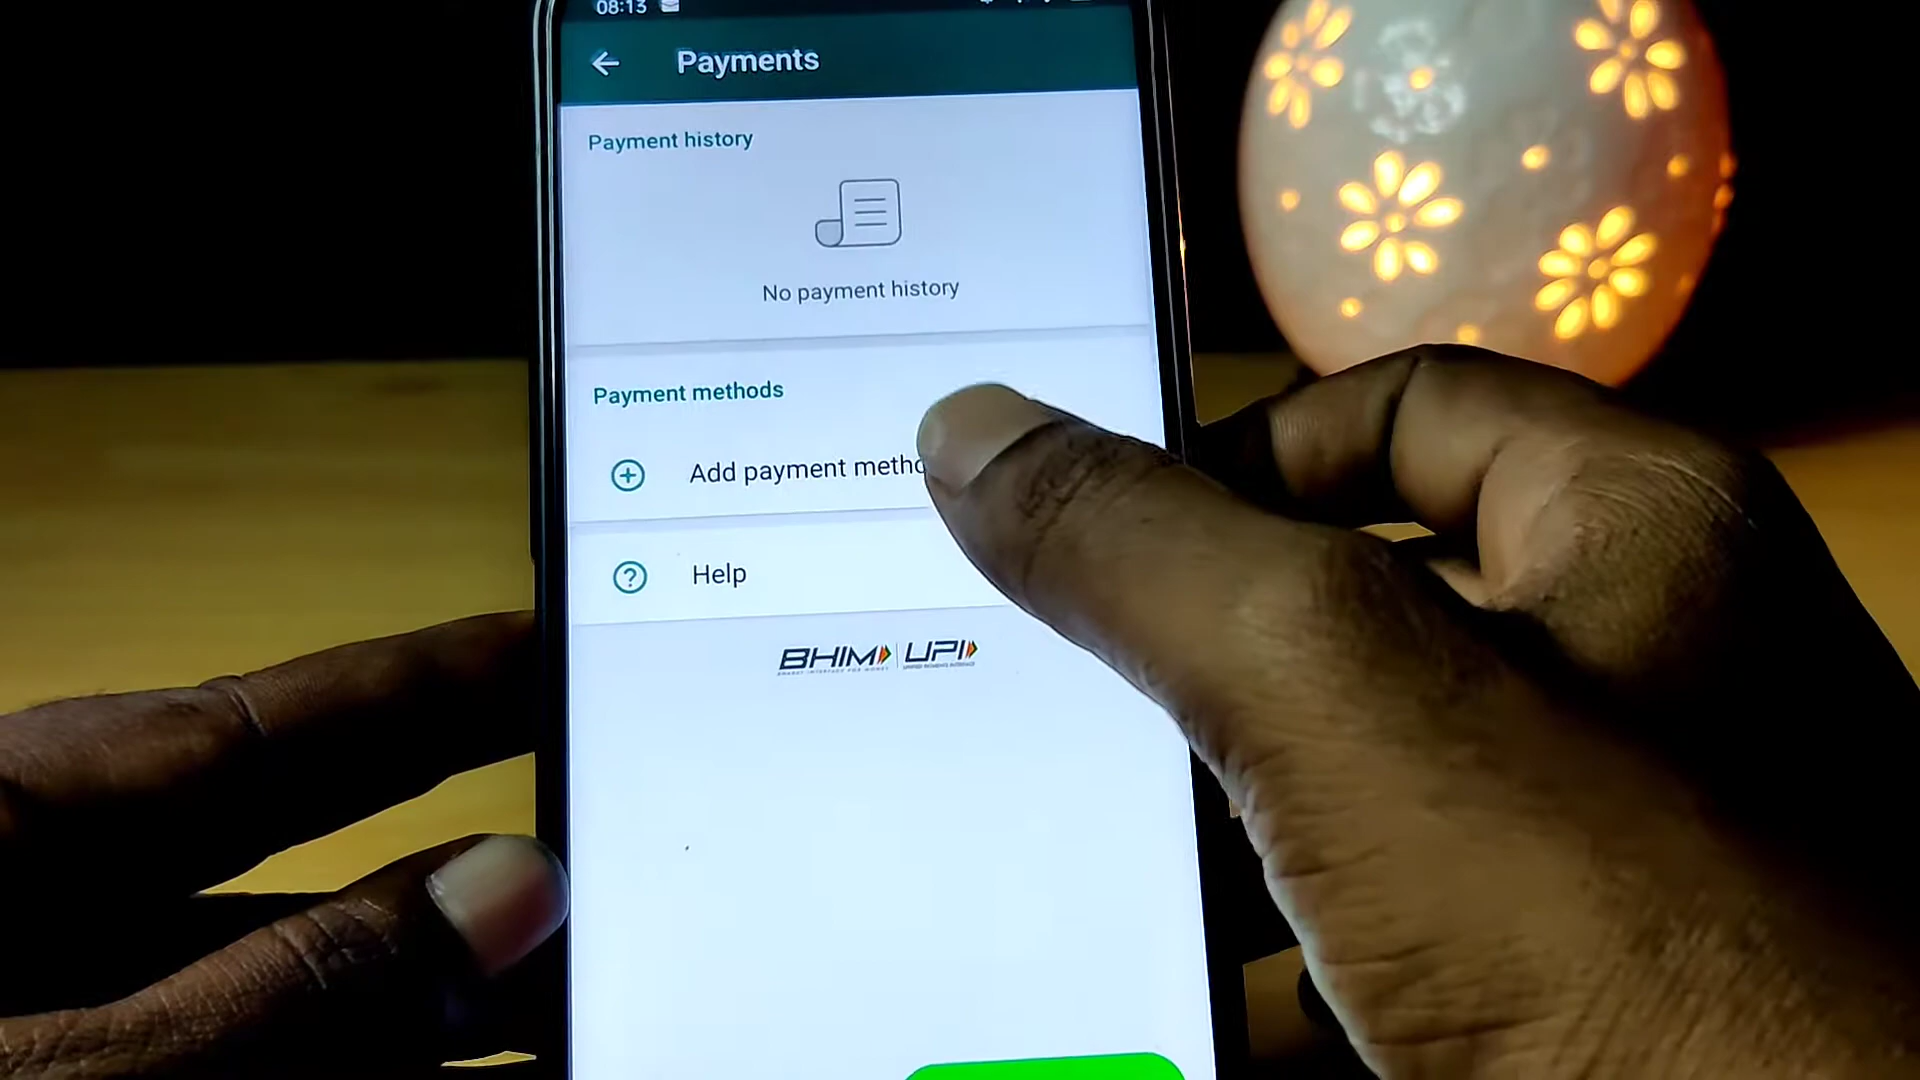 08:13
Payments
Payment history
No payment history
Payment methods
Add payment metho
Help
BHIM UPI